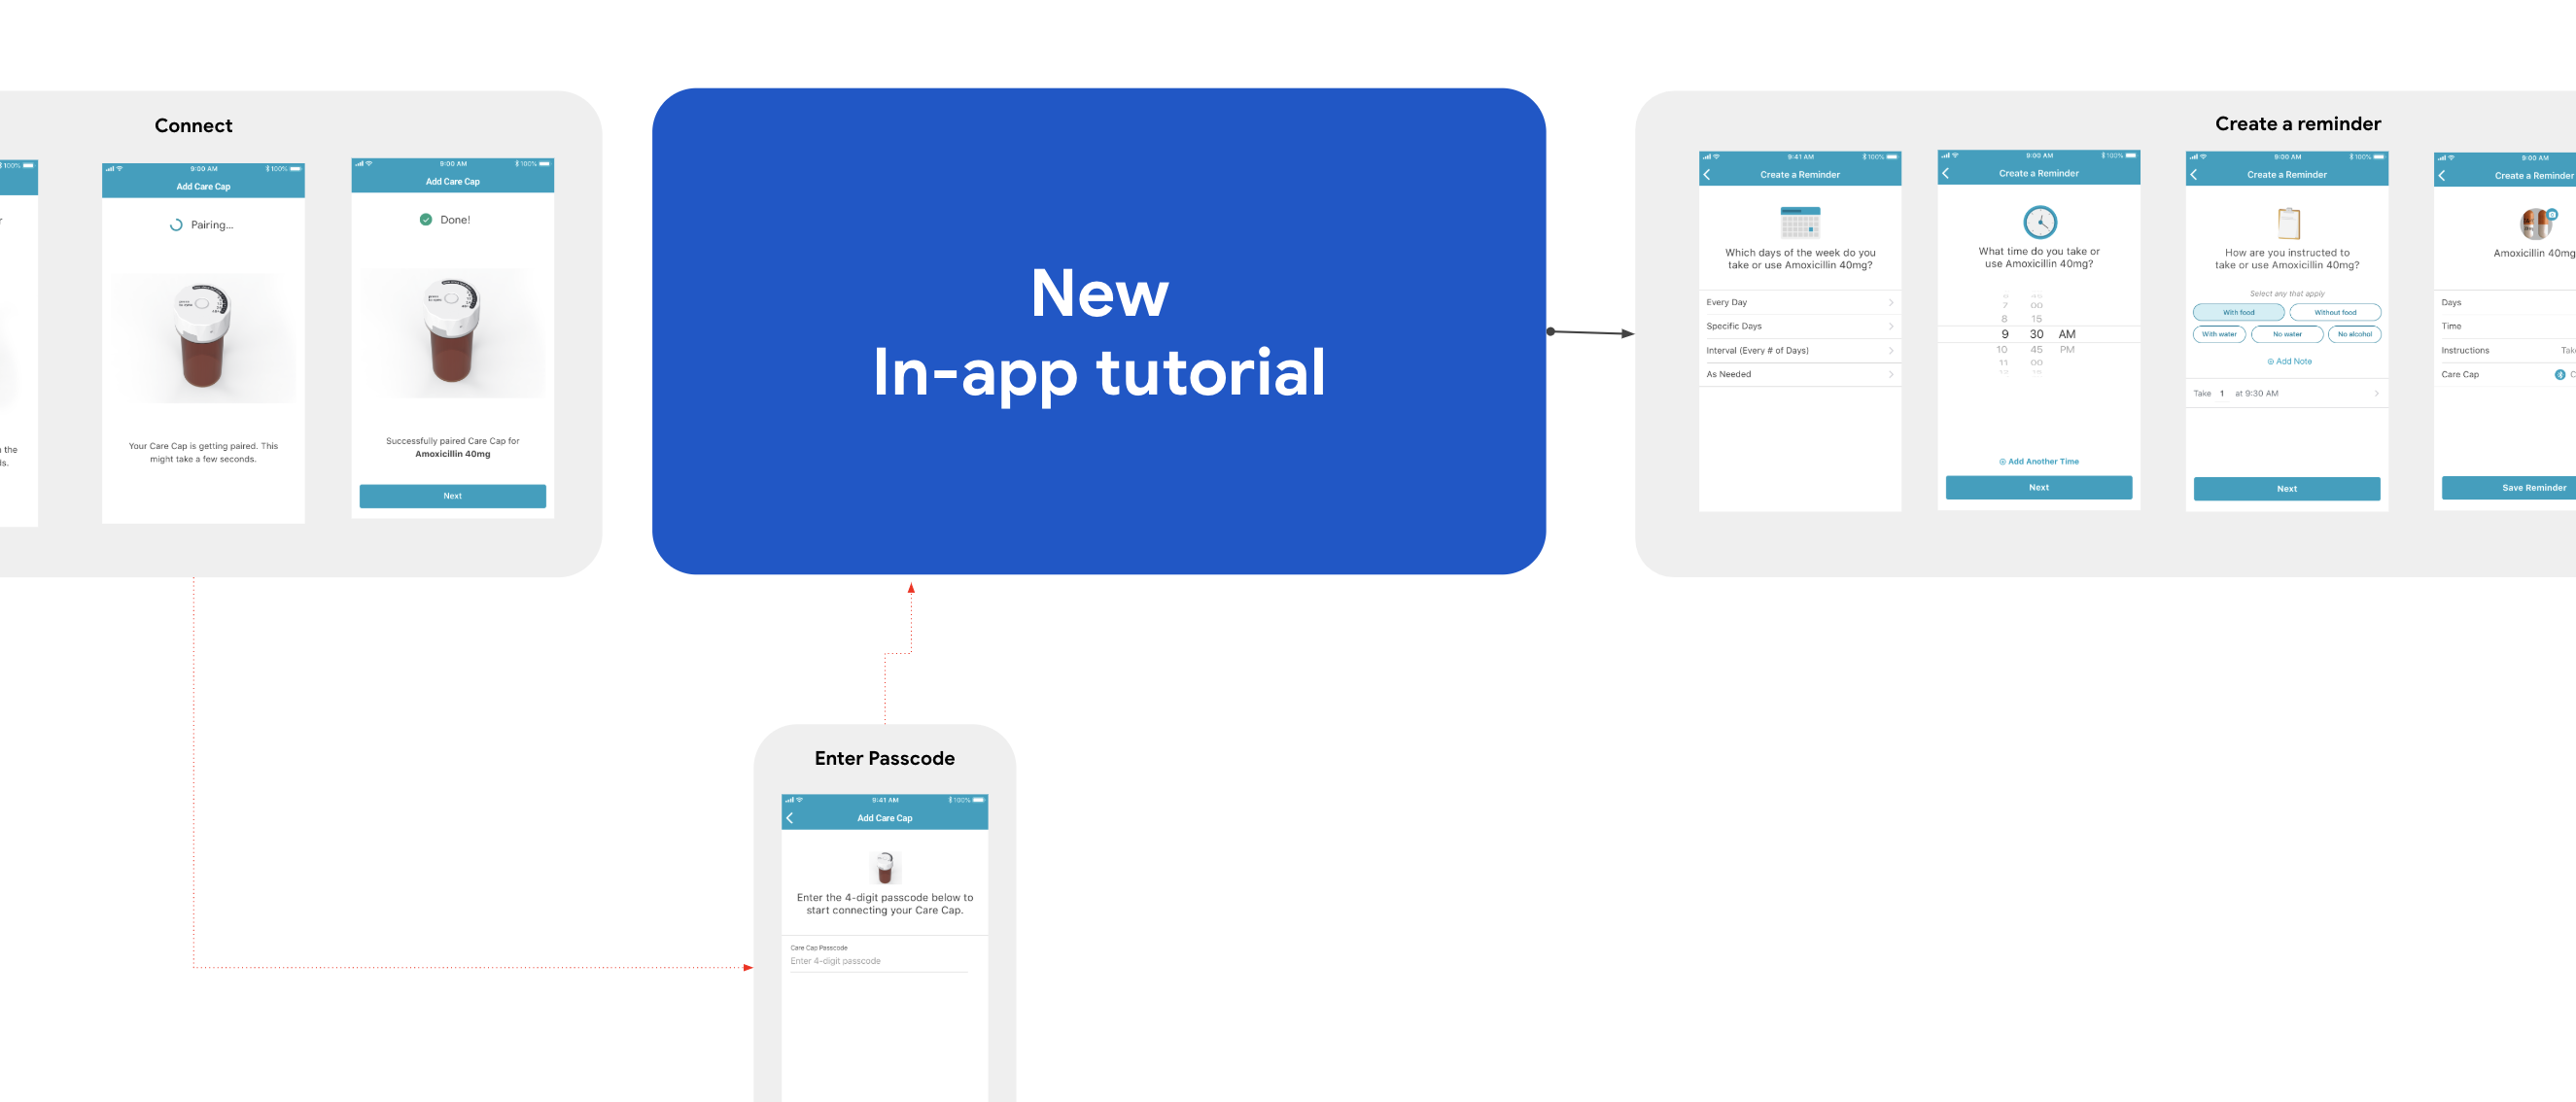 Connect
100%
r
the
ls.
9:00 AM
100%
Add Care Cap
Pairing...
Your Care Cap is getting paired. This
might take a few seconds.
9:00 AM
100%
Add Care Cap
Done!
Successfully paired Care Cap for
Amoxicillin 40mg
Next
New
In-app tutorial
Create a reminder
9:41 AM
100%
Create a Reminder
Which days of the week do you
take or use Amoxicillin 40mg?
Every Day
Specific Days
Interval (Every # of Days)
As Needed
9:00 AM
100%
Create a Reminder
What time do you take or
use Amoxicillin 40mg?
7 00
8 15
9 30 AM
10 45 PM
11 00
Add Another Time
Next
9:00 AM
100%
Create a Reminder
How are you instructed to
take or use Amoxicillin 40mg?
Select any that apply
With food Without food
With water No water No alcohol
Add Note
Take 1 at 9:30 AM
Next
9:00 AM
Create a Reminder
Amoxicillin 40mg
Days
Time
Instructions Tak
Care Cap C
Save Reminder
Enter Passcode
9:41 AM
100%
Add Care Cap
Enter the 4-digit passcode below to
start connecting your Care Cap.
Care Cap Passcode
Enter 4-digit passcode